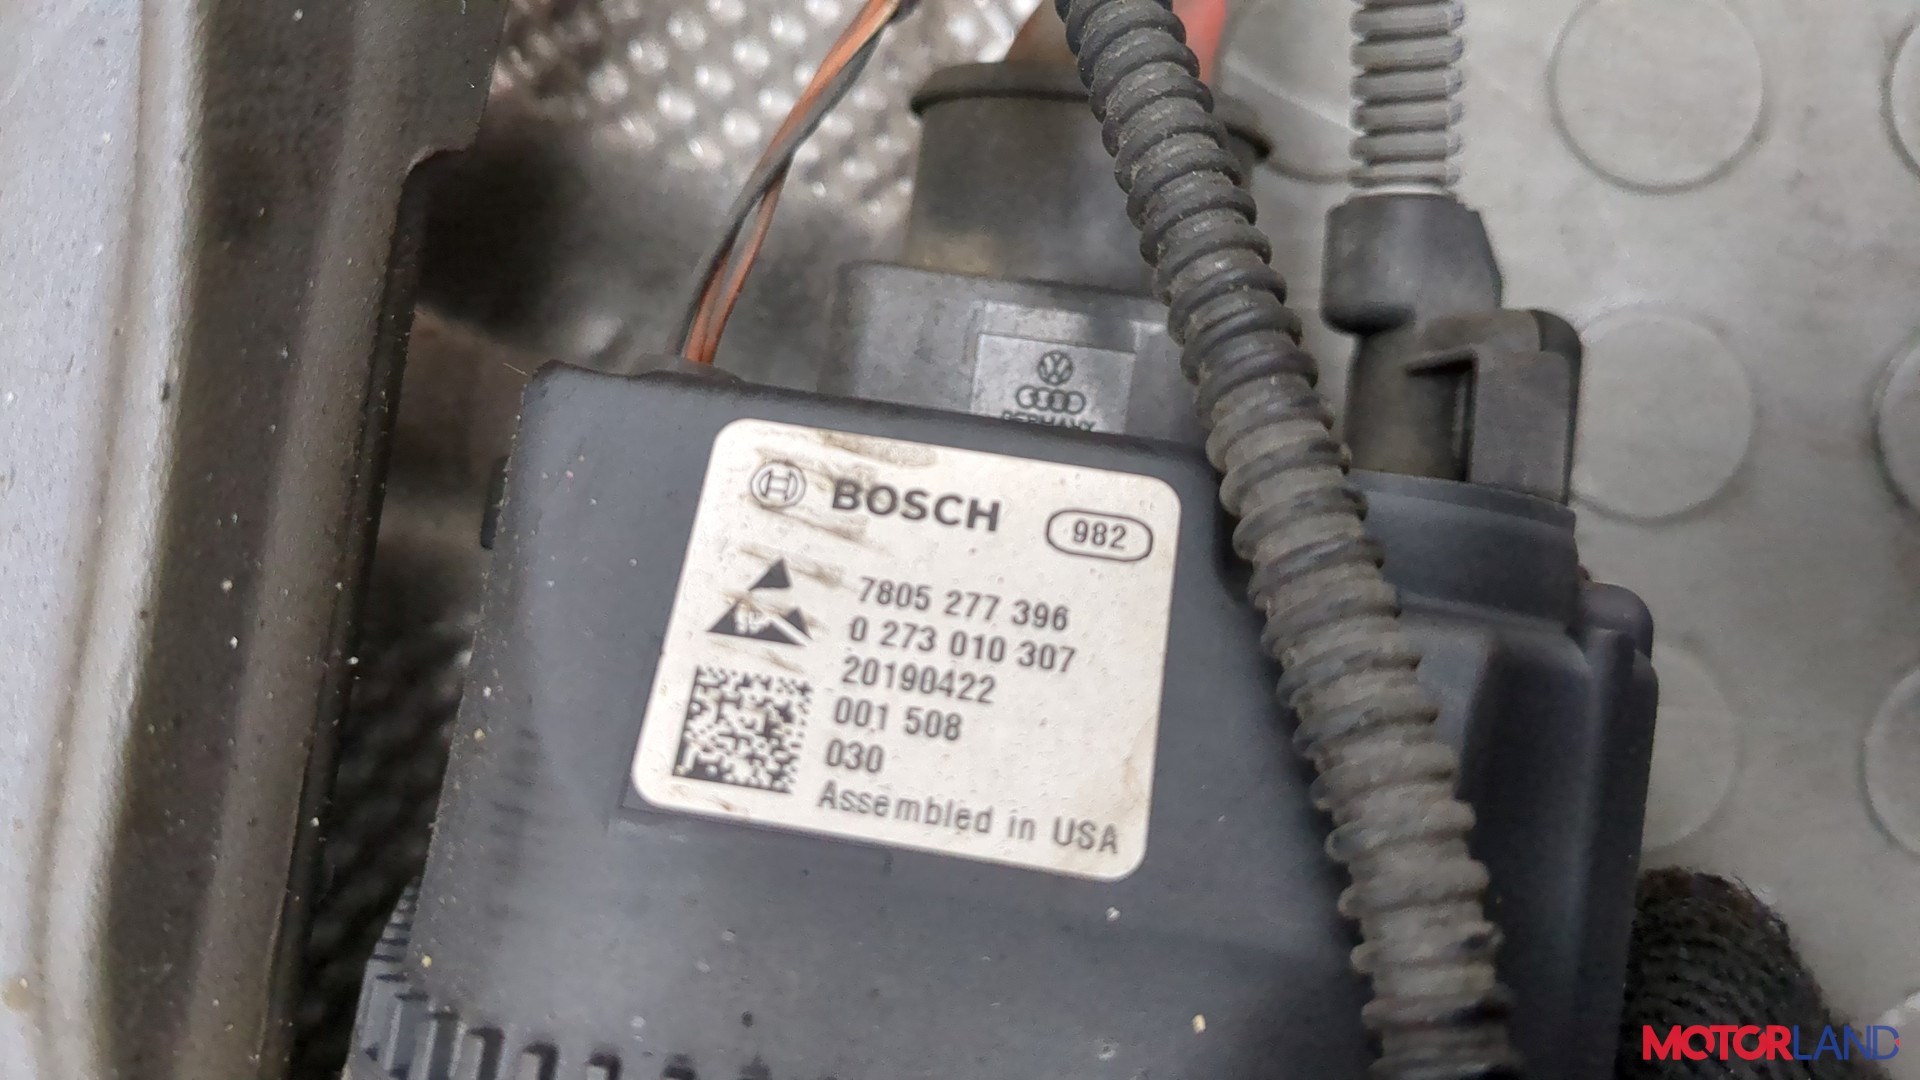 GERMANY
BOSCH 982
7805 277 396
0 273 010 307
20190422
001 508
030
Assembled in USA
MOTORLAND